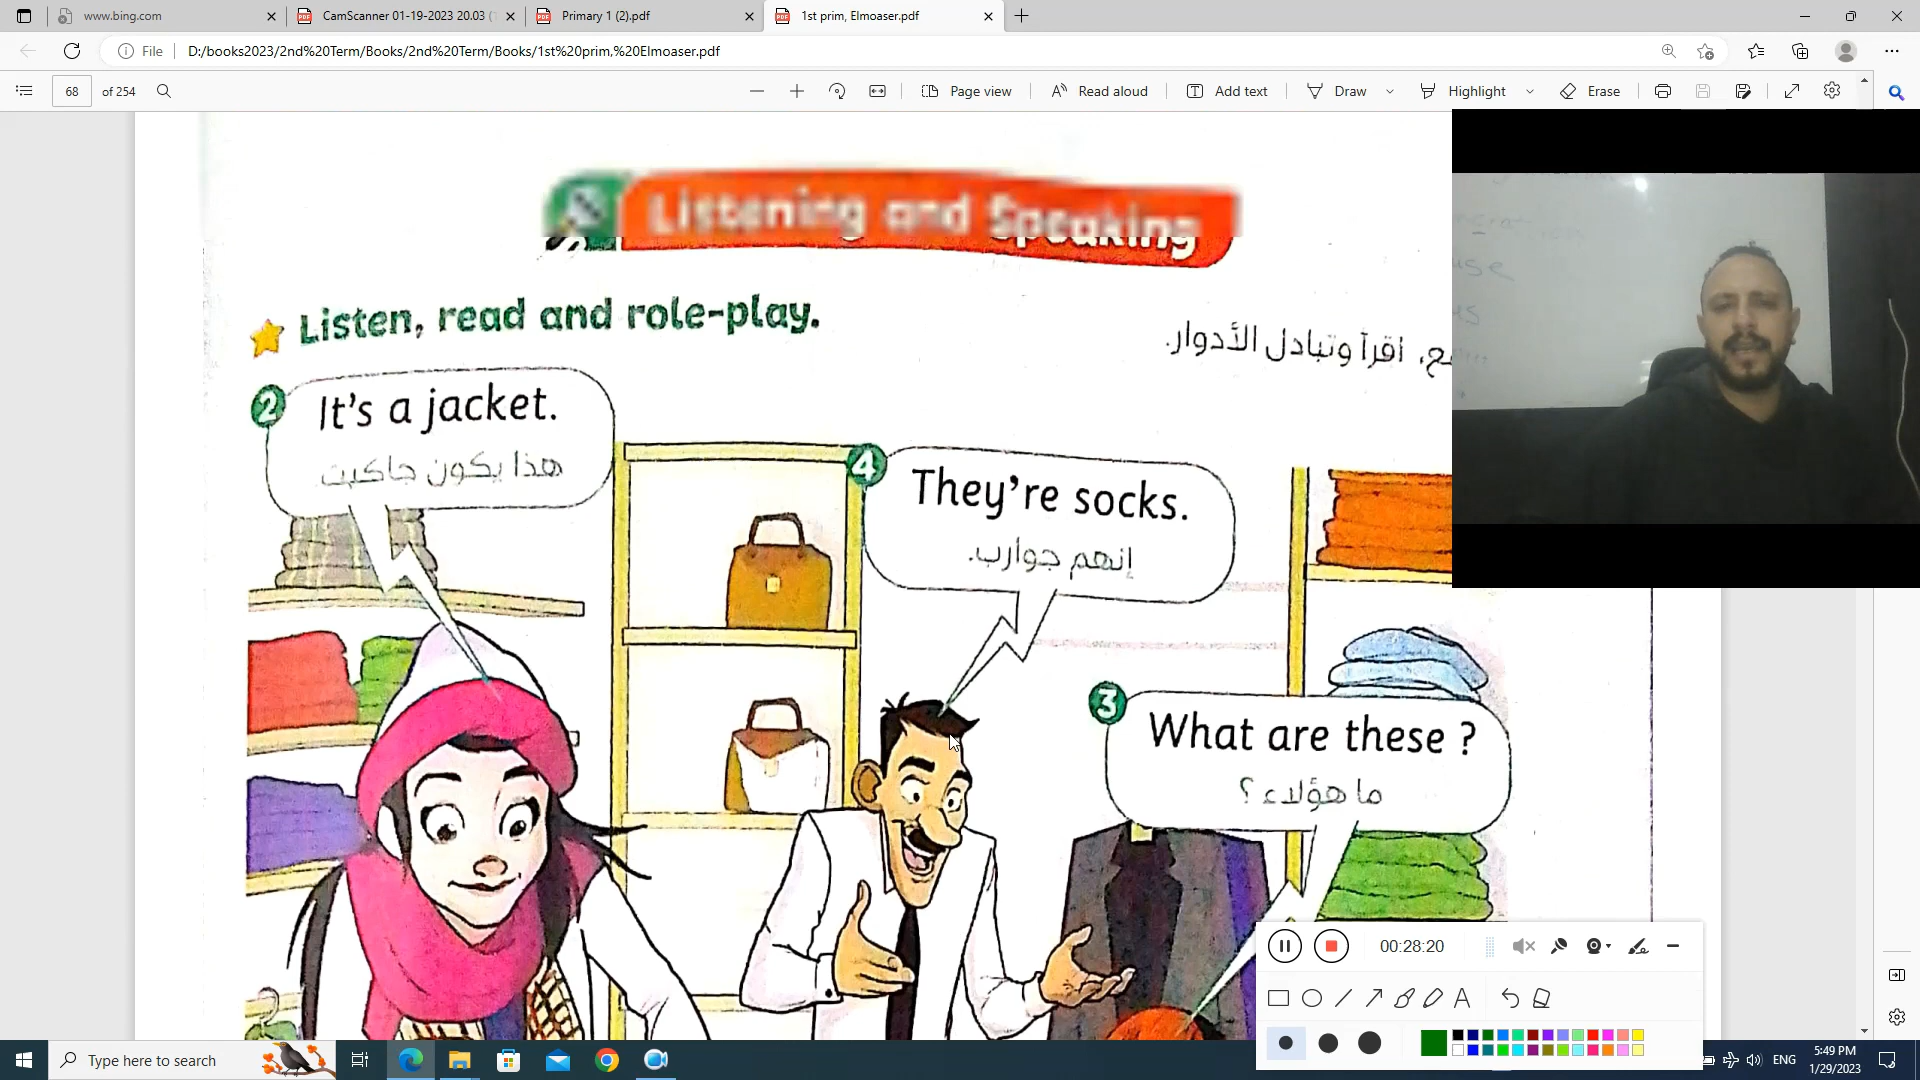 www.bing.com
CamScanner 01-19-2023 20.03
Primary 1 (2).pdf
1st prim, Elmoaser.pdf
File
D:/books2023/2nd%20Term/Books/2nd%20Term/Books/1st%20prim,%20Elmoaser.pdf
68 of 254
Page view
Read aloud
Add text
Draw
Highlight
Erase
Listening and Speaking
Listen, read and role-play.
اقرأ وتبادل الأدوار.
2 It's a jacket.
هذا يكون جاكيت
4 They're socks.
إنهم جوارب.
3 What are these ?
ما هؤلاء ؟
use
00:28:20
Type here to search
ENG
5:49 PM
1/29/2023